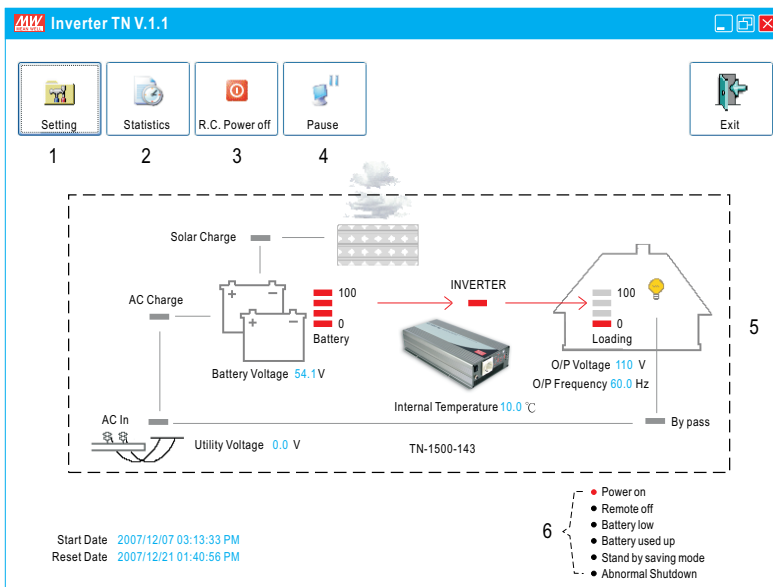 MW MEAN WELL Inverter TN V.1.1
Setting
Statistics
R.C. Power off
Pause
Exit
1
2
3
4
Solar Charge
AC Charge
+ −
+ −
100
0
Battery
Battery Voltage 54.1V
INVERTER
100
0
Loading
O/P Voltage 110 V
O/P Frequency 60.0 Hz
5
Internal Temperature 10.0 ℃
AC In
By pass
Utility Voltage 0.0 V
TN-1500-143
6
Power on
Remote off
Battery low
Battery used up
Stand by saving mode
Abnormal Shutdown
Start Date 2007/12/07 03:13:33 PM
Reset Date 2007/12/21 01:40:56 PM